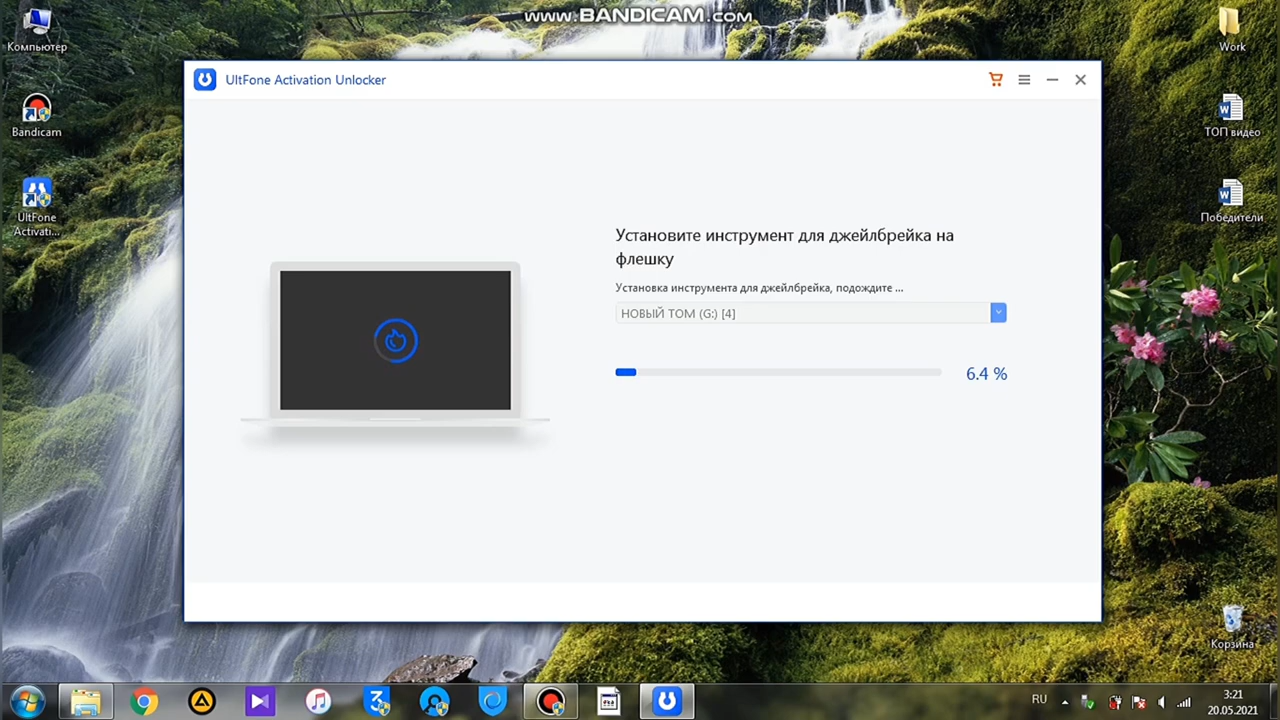 www.BANDICAM.com
Компьютер
Work
UltFone Activation Unlocker
Bandicam
ТОП видео
UltFone
Activati...
Победители
Установите инструмент для джейлбрейка на
флешку
Установка инструмента для джейлбрейка, подождите ...
НОВЫЙ ТОМ (G:) [4]
6.4 %
Корзина
RU
3:21
20.05.2021